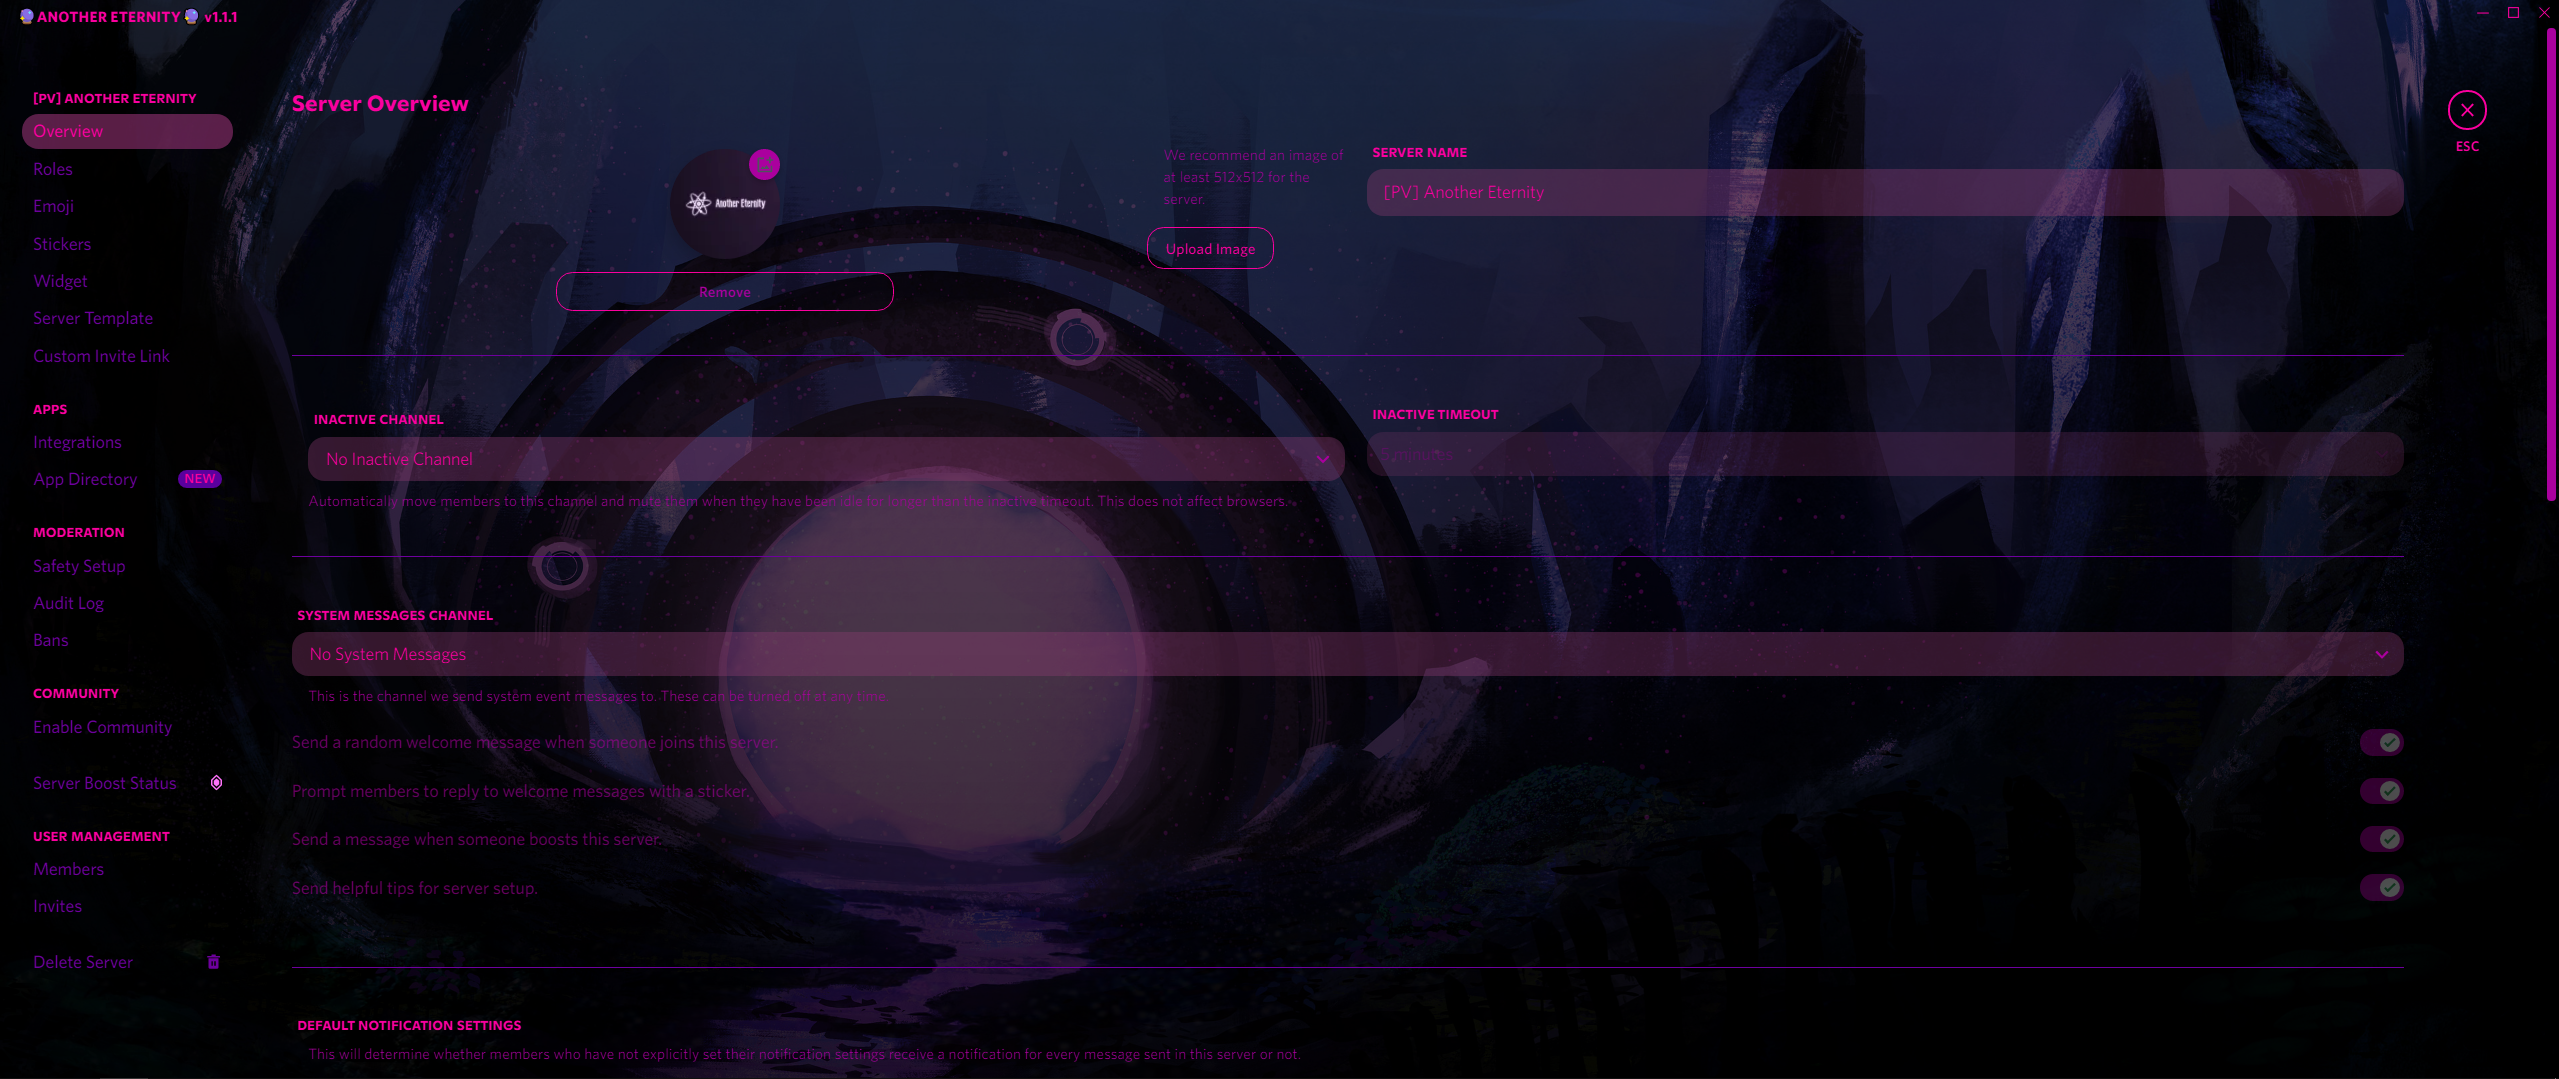 ANOTHER ETERNITY v1.1.1
[PV] ANOTHER ETERNITY
Overview
Roles
Emoji
Stickers
Widget
Server Template
Custom Invite Link
APPS
Integrations
App Directory NEW
MODERATION
Safety Setup
Audit Log
Bans
COMMUNITY
Enable Community
Server Boost Status
USER MANAGEMENT
Members
Invites
Delete Server
Server Overview
Another Eternity
Remove
We recommend an image of
at least 512x512 for the
server.
Upload Image
SERVER NAME
[PV] Another Eternity
INACTIVE CHANNEL
No Inactive Channel
Automatically move members to this channel and mute them when they have been idle for longer than the inactive timeout. This does not affect browsers.
INACTIVE TIMEOUT
5 minutes
SYSTEM MESSAGES CHANNEL
No System Messages
This is the channel we send system event messages to. These can be turned off at any time.
Send a random welcome message when someone joins this server.
Prompt members to reply to welcome messages with a sticker.
Send a message when someone boosts this server.
Send helpful tips for server setup.
DEFAULT NOTIFICATION SETTINGS
This will determine whether members who have not explicitly set their notification settings receive a notification for every message sent in this server or not.
ESC